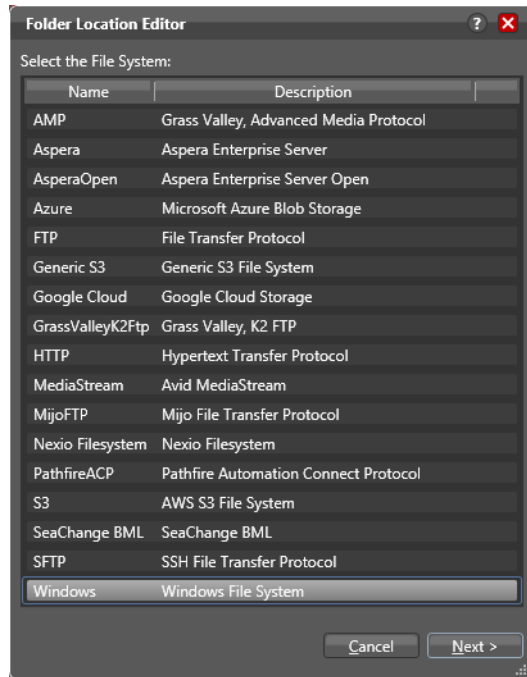 Folder Location Editor ?
Select the File System:
Name Description
AMP Grass Valley, Advanced Media Protocol
Aspera Aspera Enterprise Server
AsperaOpen Aspera Enterprise Server Open
Azure Microsoft Azure Blob Storage
FTP File Transfer Protocol
Generic S3 Generic S3 File System
Google Cloud Google Cloud Storage
GrassValleyK2Ftp Grass Valley, K2 FTP
HTTP Hypertext Transfer Protocol
MediaStream Avid MediaStream
MijoFTP Mijo File Transfer Protocol
Nexio Filesystem Nexio Filesystem
PathfireACP Pathfire Automation Connect Protocol
S3 AWS S3 File System
SeaChange BML SeaChange BML
SFTP SSH File Transfer Protocol
Windows Windows File System
Cancel Next >